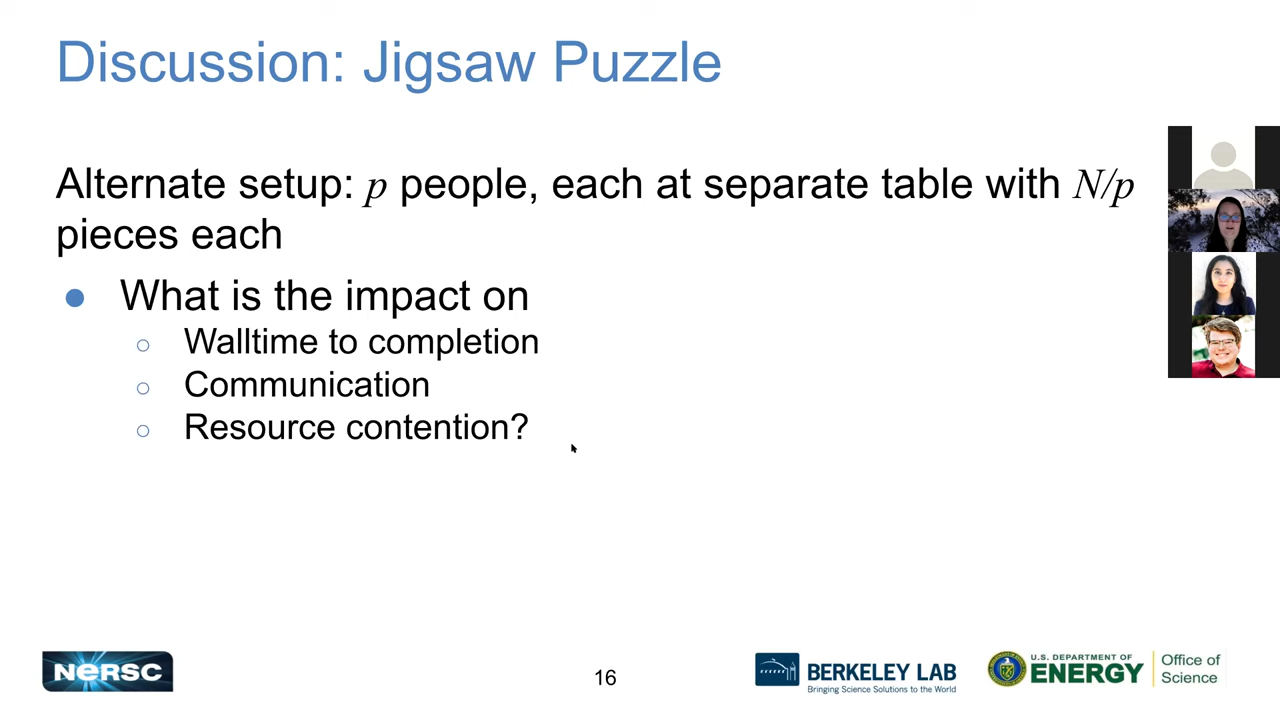 Discussion: Jigsaw Puzzle
Alternate setup: p people, each at separate table with N/p
pieces each
● What is the impact on
○ Walltime to completion
○ Communication
○ Resource contention?
NERSC
16
BERKELEY LAB
Bringing Science Solutions to the World
U.S. DEPARTMENT OF
ENERGY
Office of
Science